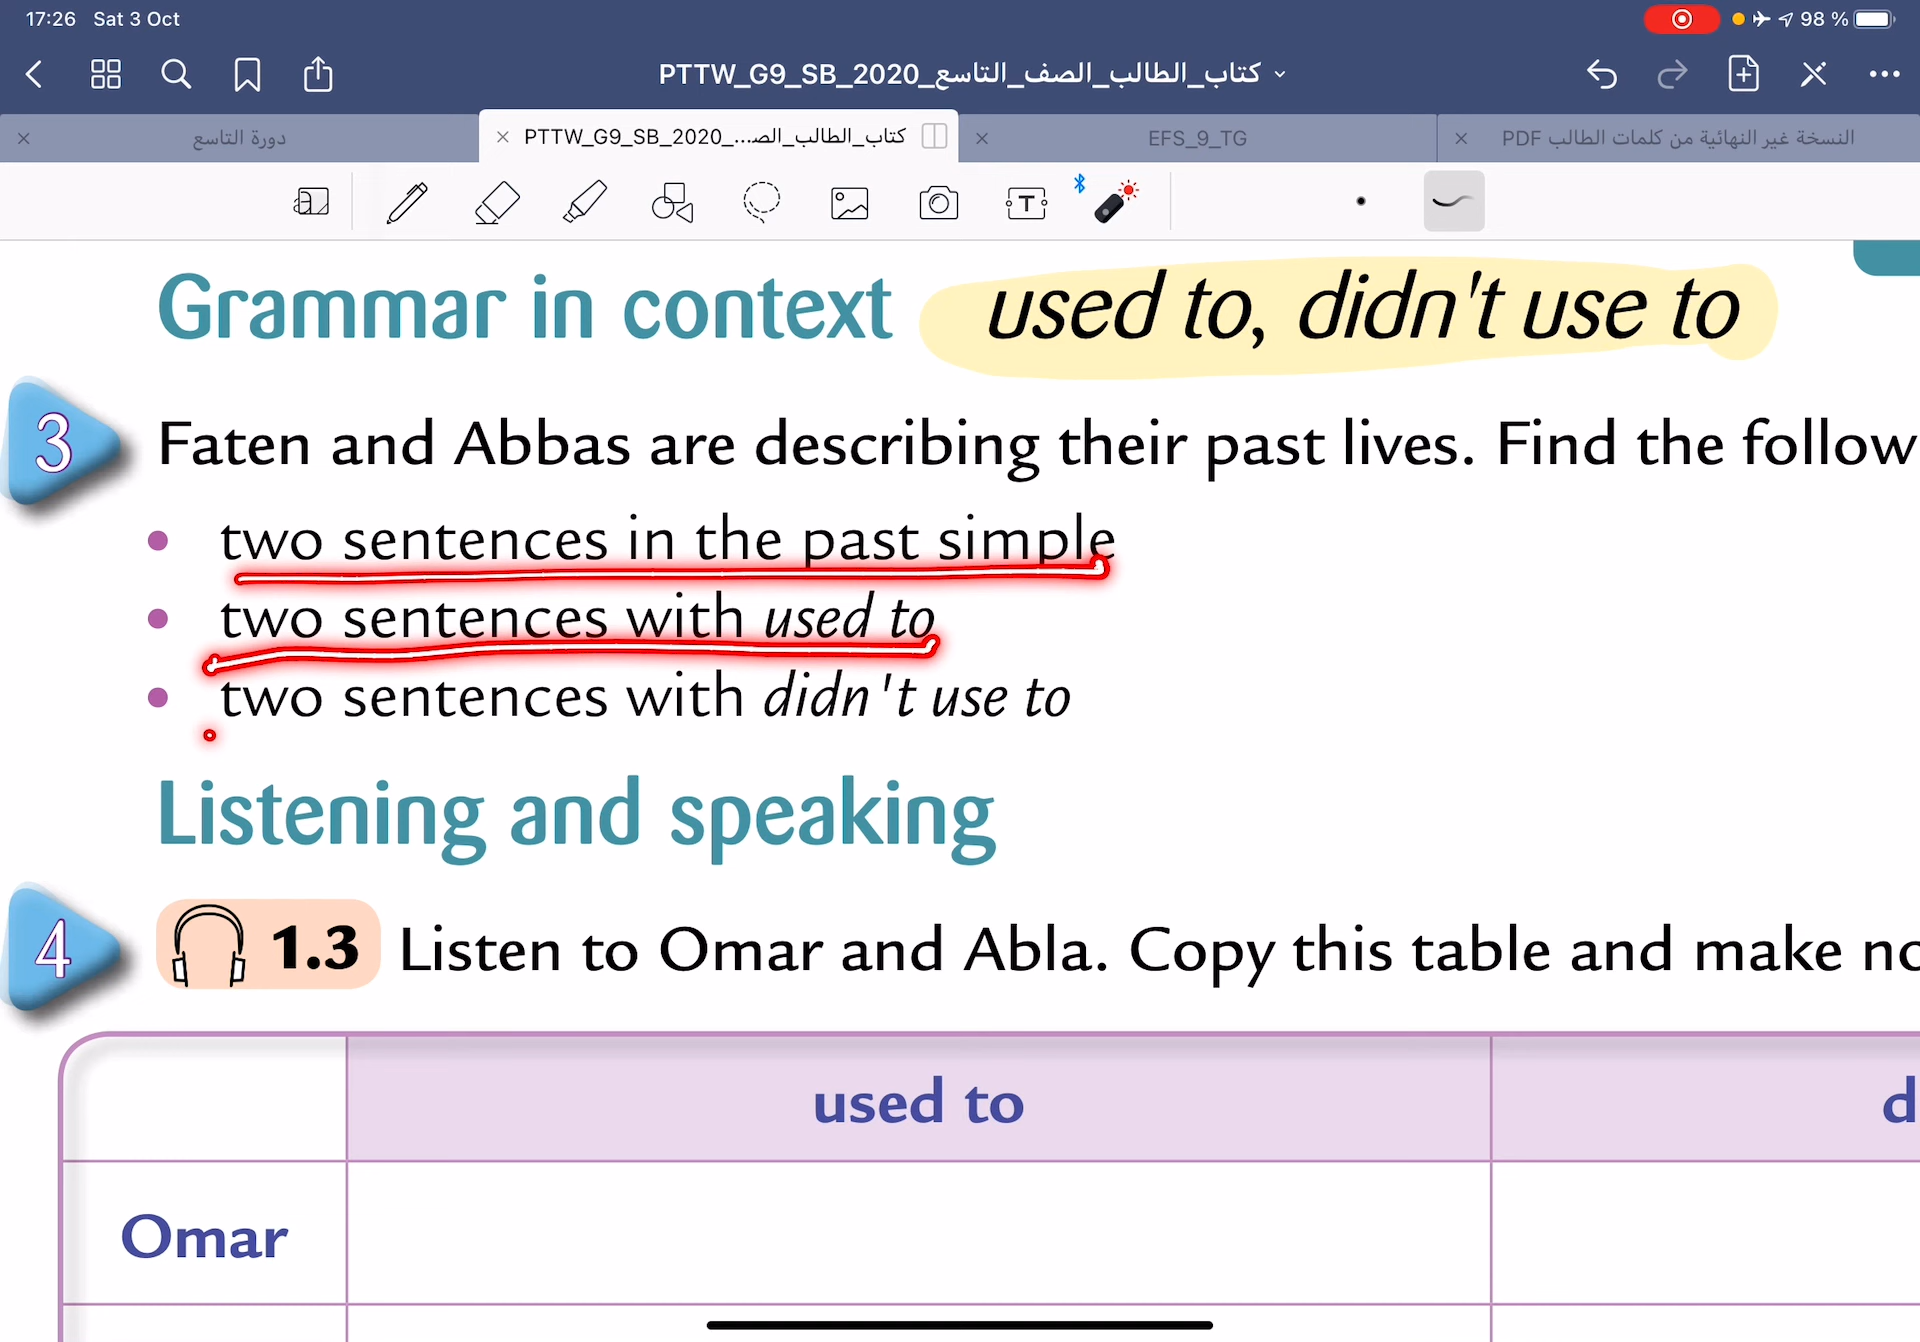 17:26 Sat 3 Oct 98 %
PTTW_G9_SB_2020_كتاب_الطالب_الصف_التاسع
دورة التاسع
PTTW_G9_SB_2020_...كتاب_الطالب_الص
EFS_9_TG
النسخة غير النهائية من كلمات الطالب PDF
Grammar in context used to, didn't use to
3 Faten and Abbas are describing their past lives. Find the follow
• two sentences in the past simple
• two sentences with used to
• two sentences with didn't use to
Listening and speaking
4 1.3 Listen to Omar and Abla. Copy this table and make no
used to d
Omar